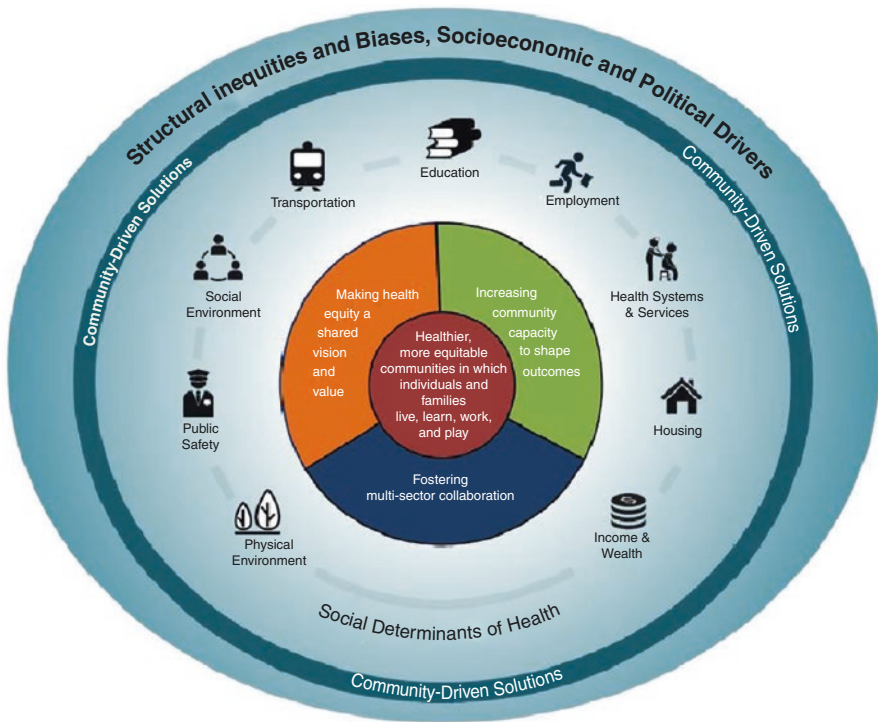 Structural inequities and Biases, Socioeconomic and Political Drivers
Community-Driven Solutions
Community-Driven Solutions
Education
Transportation
Employment
Social
Environment
Health Systems
& Services
Public
Safety
Housing
Physical
Environment
Income &
Wealth
Making health
equity a
shared
vision
and
value
Increasing
community
capacity
to shape
outcomes
Healthier,
more equitable
communities in which
individuals and
families
live, learn, work,
and play
Fostering
multi-sector collaboration
Social Determinants of Health
Community-Driven Solutions